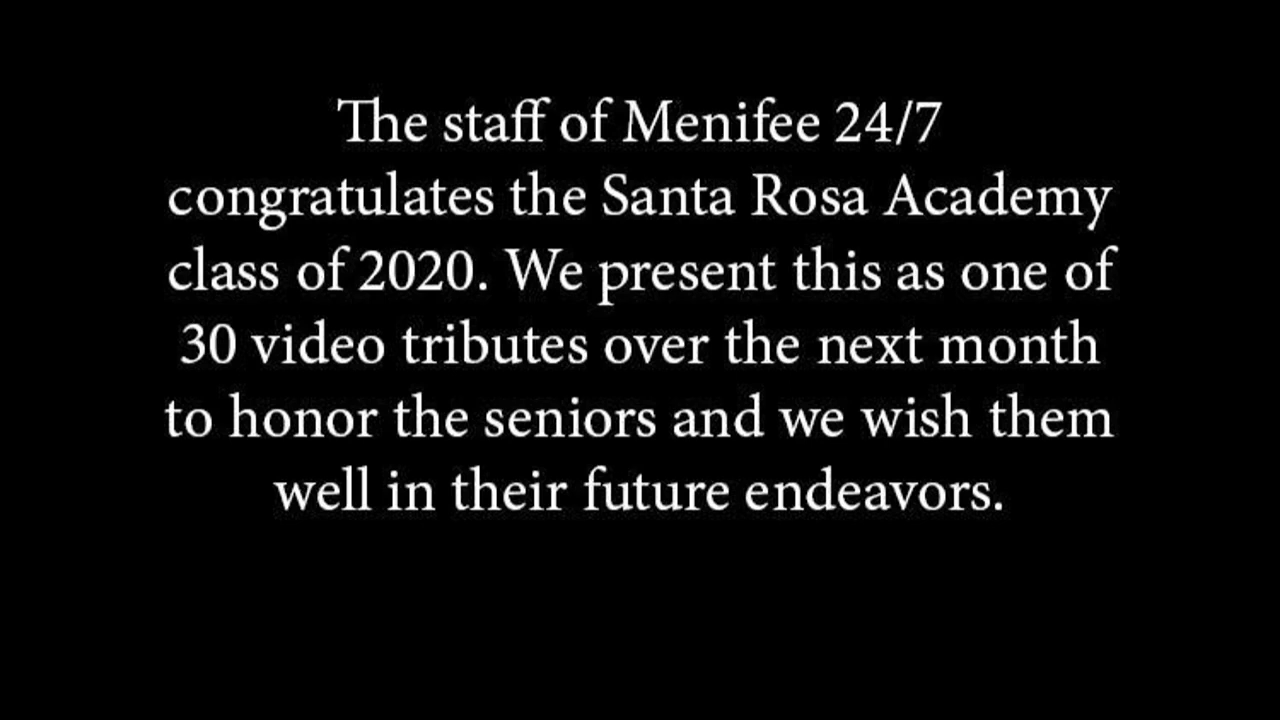 The staff of Menifee 24/7
congratulates the Santa Rosa Academy
class of 2020. We present this as one of
30 video tributes over the next month
to honor the seniors and we wish them
well in their future endeavors.